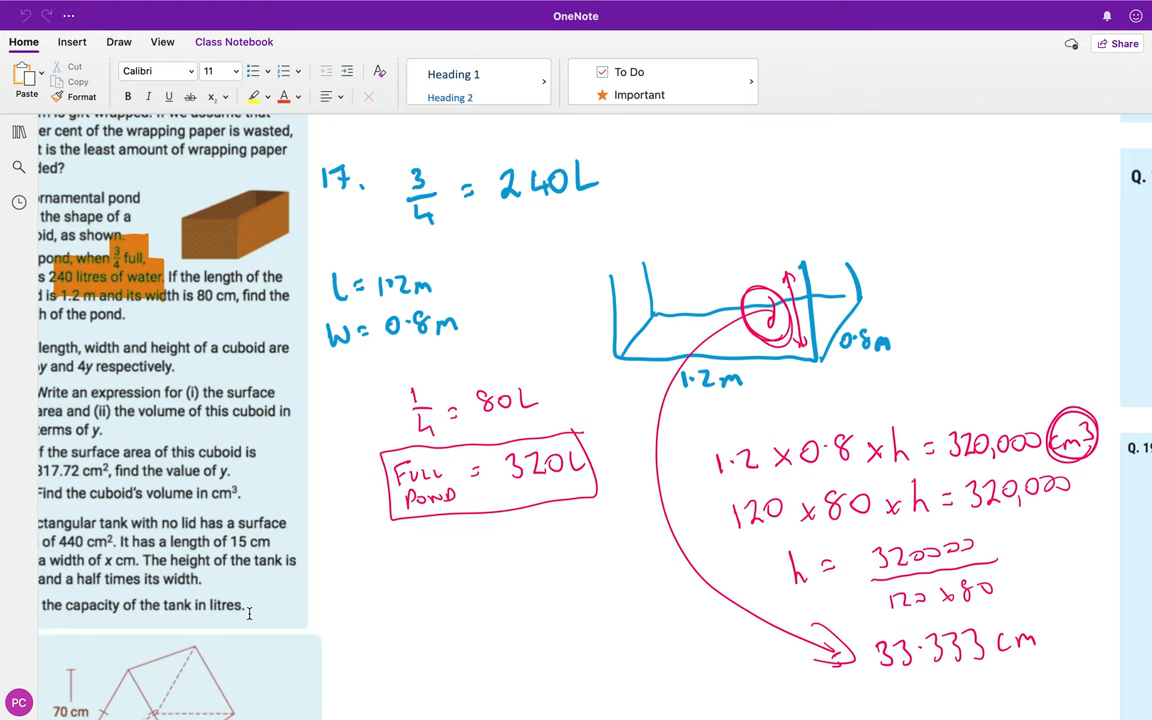 OneNote
Home Insert Draw View Class Notebook
Share
Paste
Cut
Copy
Format
Calibri 11
B I U ab X₂ A
Heading 1
Heading 2
To Do
Important
er cent of the wrapping paper is wasted,
t is the least amount of wrapping paper
ded?
rnamental pond
the shape of a
oid, as shown.
pond, when 3/4 full,
s 240 litres of water. If the length of the
d is 1.2 m and its width is 80 cm, find the
h of the pond.
length, width and height of a cuboid are
y and 4y respectively.
Write an expression for (i) the surface
area and (ii) the volume of this cuboid in
terms of y.
f the surface area of this cuboid is
317.72 cm², find the value of y.
Find the cuboid's volume in cm³.
ctangular tank with no lid has a surface
of 440 cm². It has a length of 15 cm
a width of x cm. The height of the tank is
and a half times its width.
the capacity of the tank in litres.
70 cm
PC
17. 3/4 = 240L
L = 1.2m
W = 0.8m
1/4 = 80L
FULL POND = 320L
d
0.8m
1.2m
1.2 x 0.8 x h = 320,000 cm³
120 x 80 x h = 320,000
h = 320000 / 120 x 80
33.333 cm
Q. 1
Q. 19